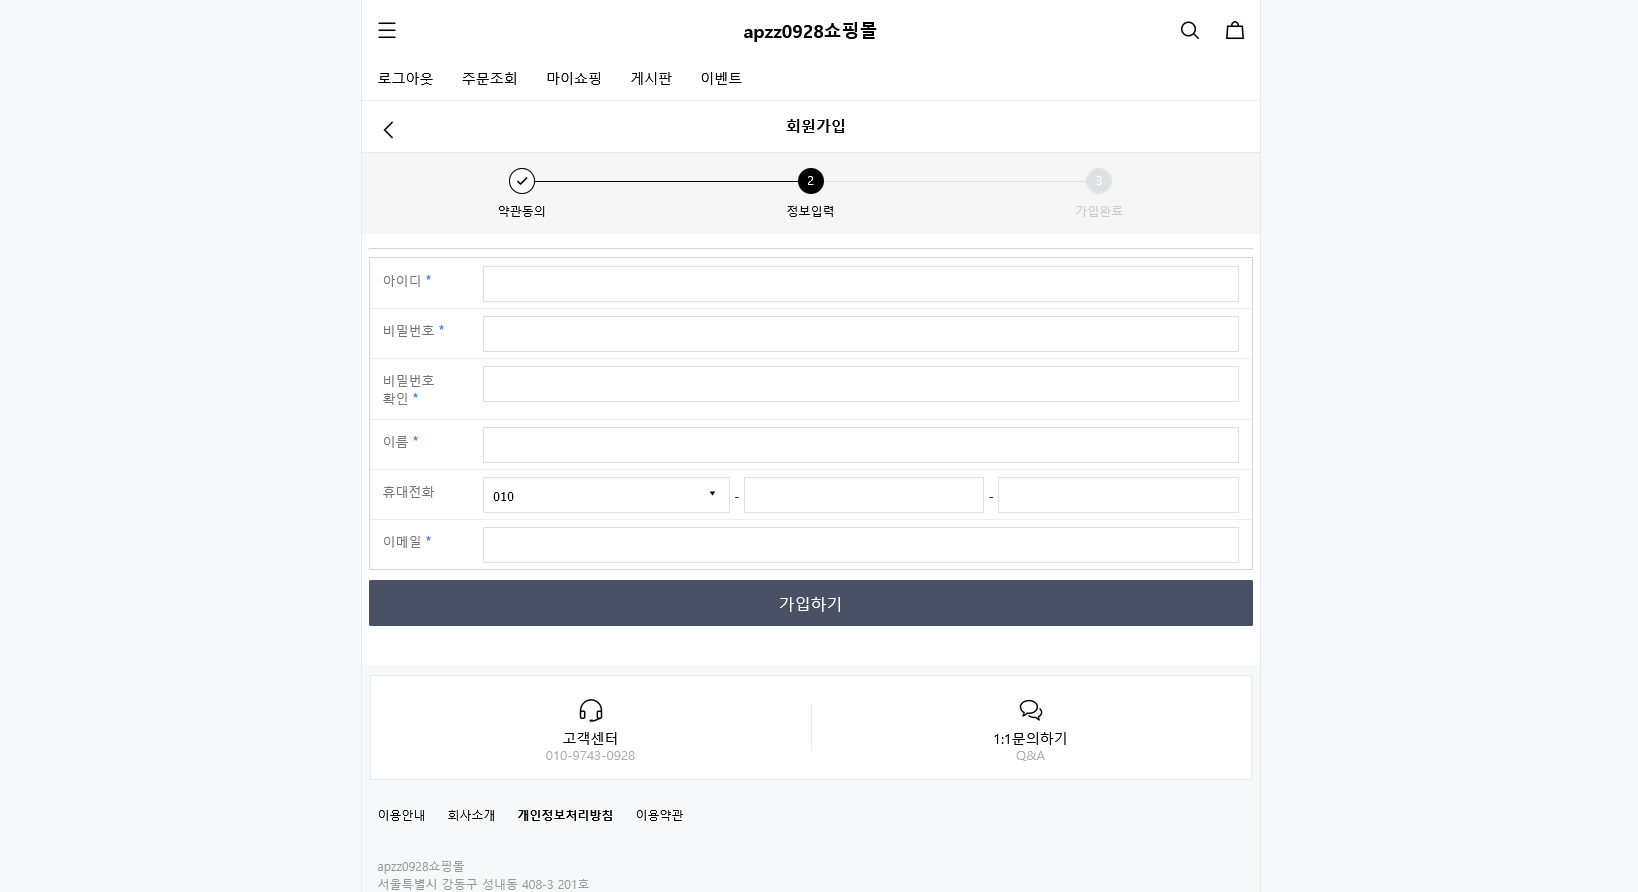 apzz0928쇼핑몰
로그아웃 주문조회 마이쇼핑 게시판 이벤트
회원가입
2 3
약관동의 정보입력 가입완료
아이디 *
비밀번호 *
비밀번호
확인 *
이름 *
휴대전화 010 - -
이메일 *
가입하기
고객센터 1:1문의하기
010-9743-0928 Q&A
이용안내 회사소개 개인정보처리방침 이용약관
apzz0928쇼핑몰
서울특별시 강동구 성내동 408-3 201호